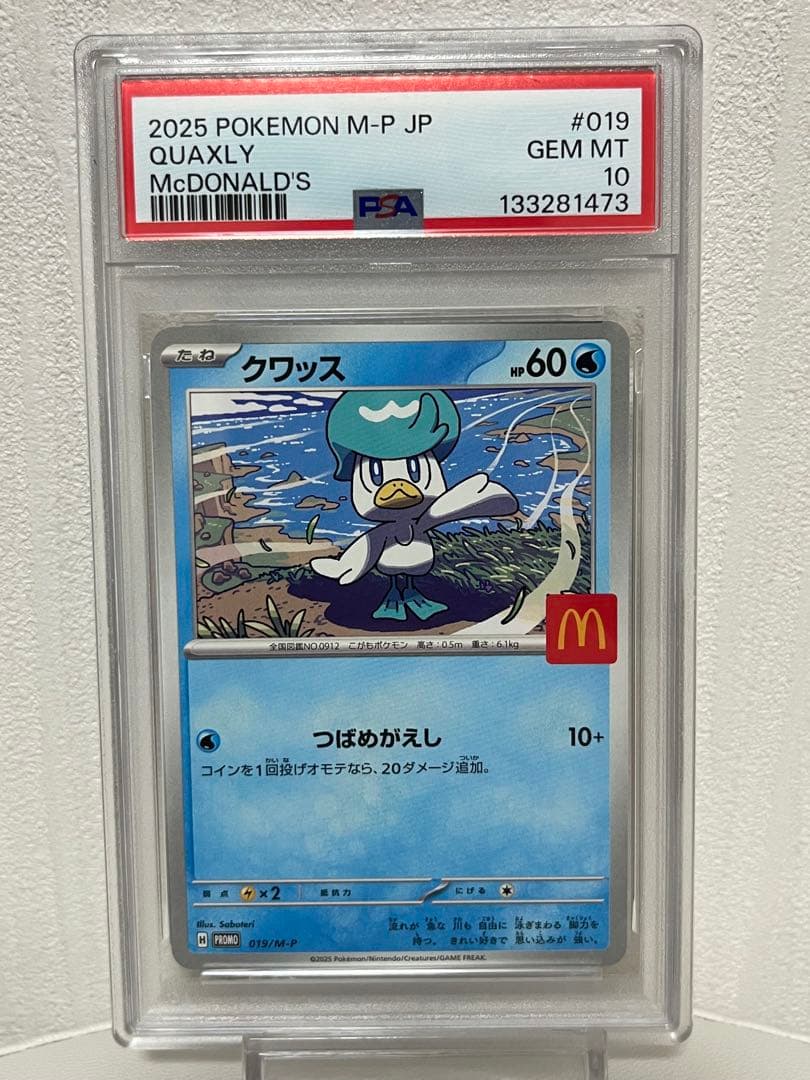 2025 POKEMON M-P JP #019
QUAXLY GEM MT
McDONALD'S 10
PSA 133281473
たね クワッス HP60
M
全国図鑑NO.0912 こがもポケモン 高さ:0.5m 重さ:6.1kg
つばめがえし 10+
コインを1回投げオモテなら、20ダメージ追加。
弱点 ×2 抵抗力 にげる
Illus. Saboteri
流れが 急な 川も 自由に 泳ぎまわる 脚力を
持つ。 きれい好きで 思い込みが 強い。
H PROMO 019/M-P
©2025 Pokémon/Nintendo/Creatures/GAME FREAK.